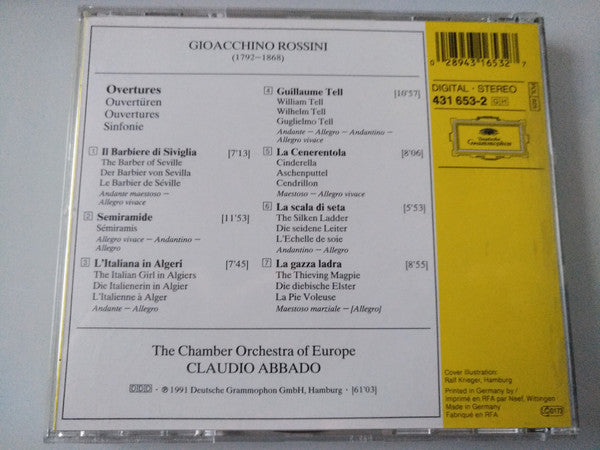 GIOACCHINO ROSSINI
(1792–1868)
Overtures
Ouvertüren
Ouvertures
Sinfonie
1 Il Barbiere di Siviglia [7'13]
The Barber of Seville
Der Barbier von Sevilla
Le Barbier de Séville
Andante maestoso –
Allegro vivace
2 Semiramide [11'53]
Sémiramis
Allegro vivace – Andantino –
Allegro
3 L'Italiana in Algeri [7'45]
The Italian Girl in Algiers
Die Italienerin in Algier
L'Italienne à Alger
Andante – Allegro
4 Guillaume Tell [10'57]
William Tell
Wilhelm Tell
Guglielmo Tell
Andante – Allegro – Andantino –
Allegro vivace
5 La Cenerentola [8'06]
Cinderella
Aschenputtel
Cendrillon
Maestoso – Allegro vivace
6 La scala di seta [5'53]
The Silken Ladder
Die seidene Leiter
L'Echelle de soie
Andantino – Allegro
7 La gazza ladra [8'55]
The Thieving Magpie
Die diebische Elster
La Pie Voleuse
Maestoso marziale – [Allegro]
The Chamber Orchestra of Europe
CLAUDIO ABBADO
DDD · ℗ 1991 Deutsche Grammophon GmbH, Hamburg · [61'03]
0 28943 16532 7
DIGITAL · STEREO
431 653-2 GH
Deutsche
Grammophon
Cover Illustration:
Ralf Krieger, Hamburg
Printed in Germany by /
Imprimé en RFA par Neef, Wittingen
Made in Germany
Fabriqué en RFA
LC 0173